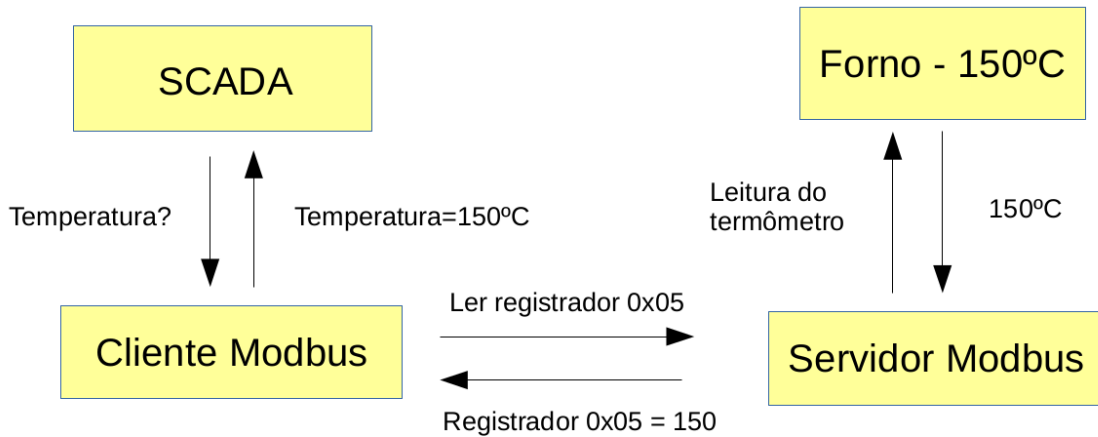 SCADA
Forno - 150ºC
Temperatura?
Temperatura=150ºC
Leitura do
termômetro
150ºC
Ler registrador 0x05
Cliente Modbus
Servidor Modbus
Registrador 0x05 = 150